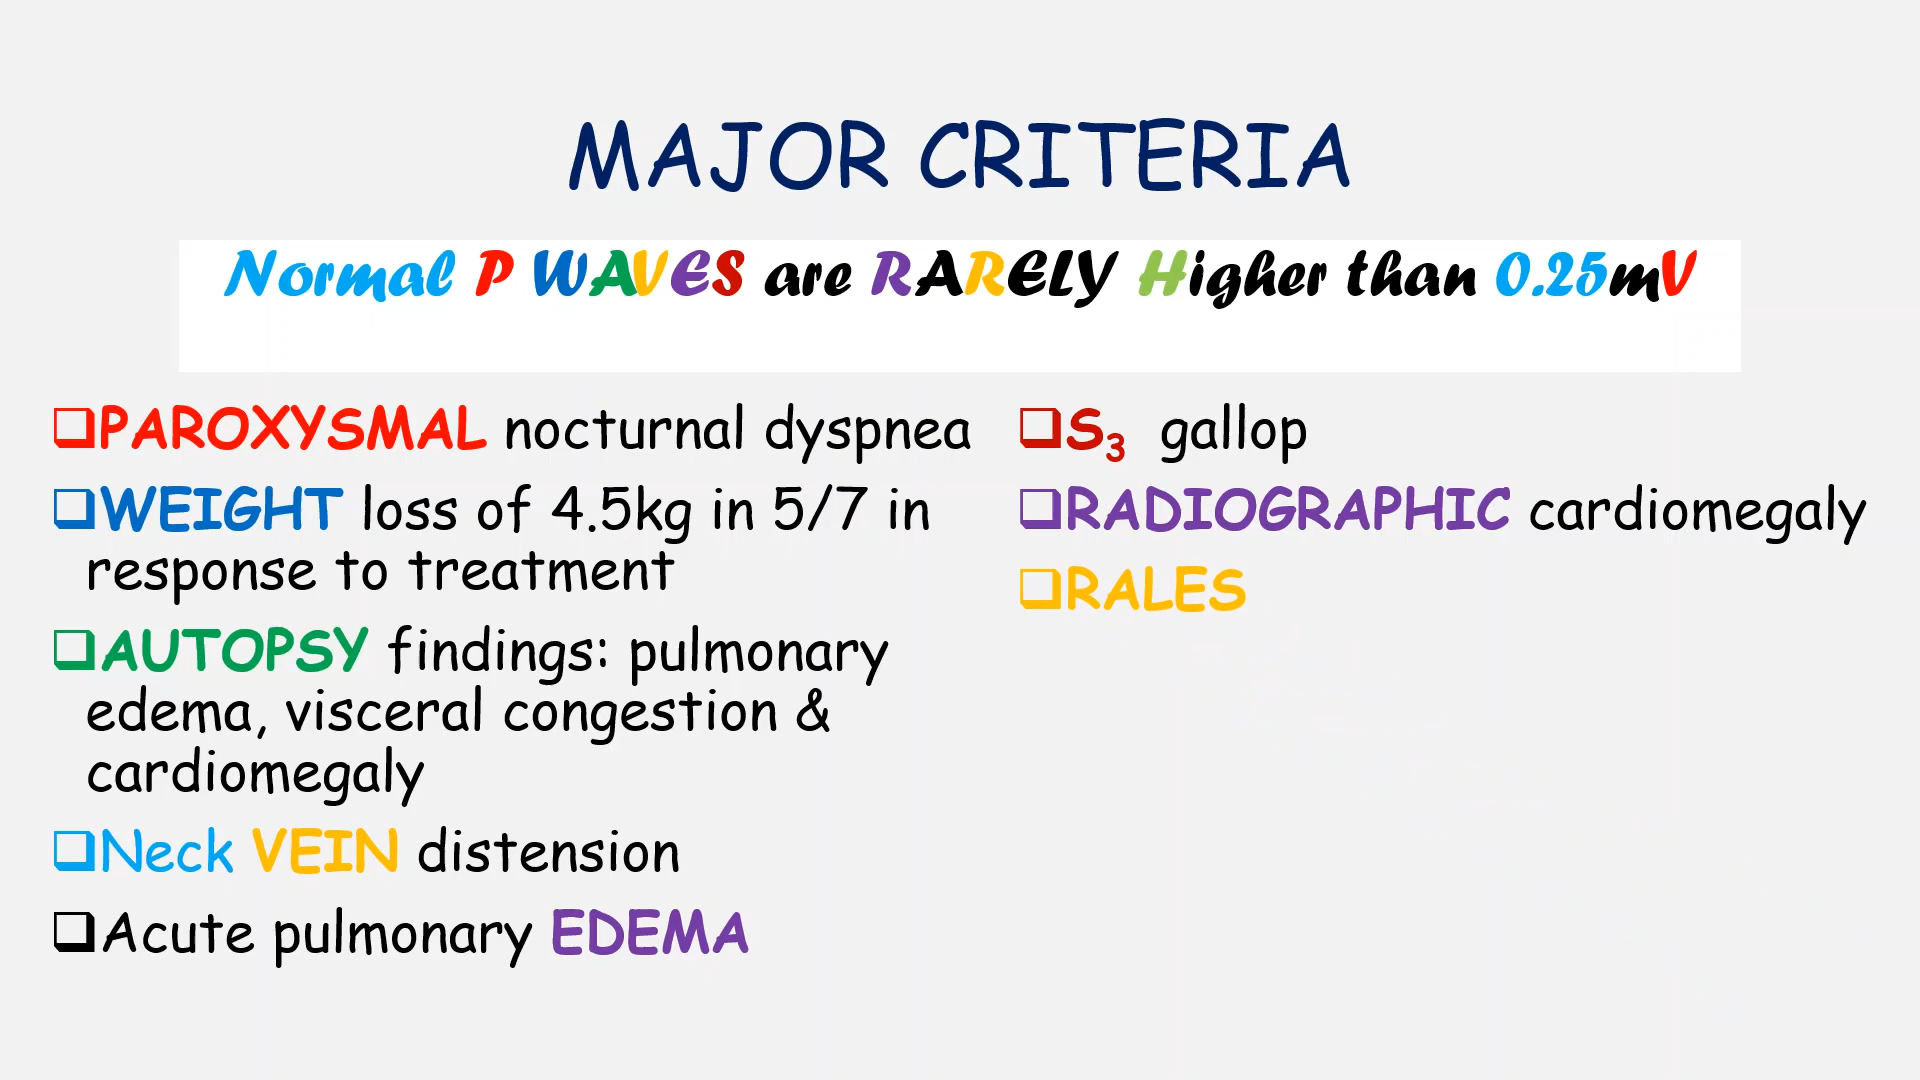 MAJOR CRITERIA
Normal P WAVES are RARELY Higher than 0.25mV
❑PAROXYSMAL nocturnal dyspnea
❑WEIGHT loss of 4.5kg in 5/7 in
response to treatment
❑AUTOPSY findings: pulmonary
edema, visceral congestion &
cardiomegaly
❑Neck VEIN distension
❑Acute pulmonary EDEMA
❑S₃ gallop
❑RADIOGRAPHIC cardiomegaly
❑RALES